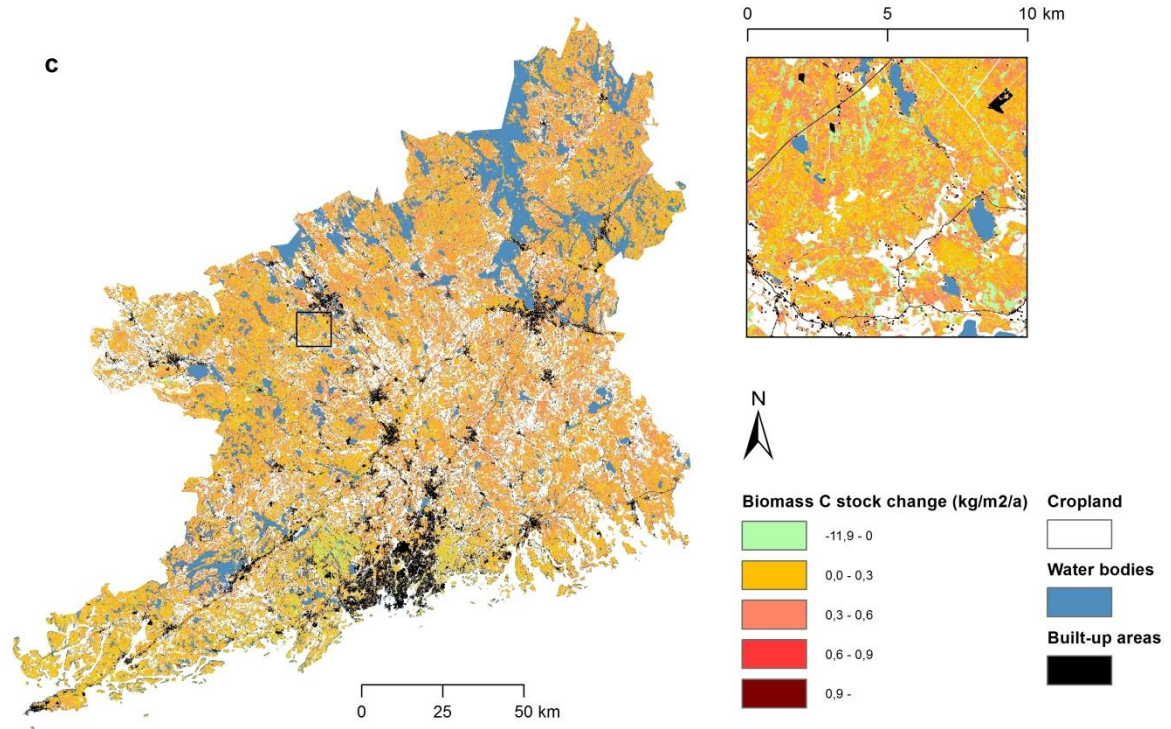 c
0 5 10 km
N
Biomass C stock change (kg/m2/a)
-11,9 - 0
0,0 - 0,3
0,3 - 0,6
0,6 - 0,9
0,9 -
Cropland
Water bodies
Built-up areas
0 25 50 km